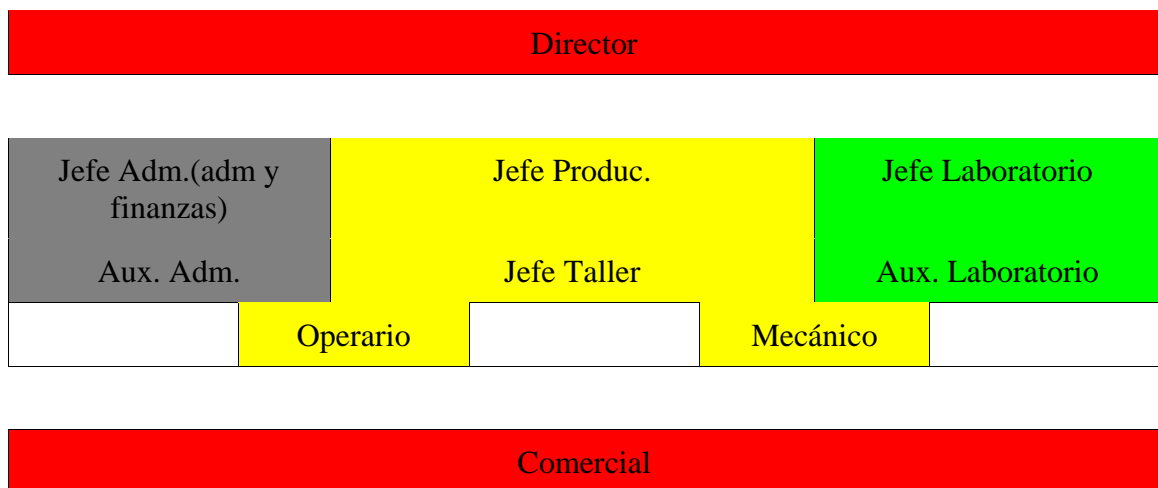 Director
Jefe Adm.(adm y
finanzas)
Jefe Produc.
Jefe Laboratorio
Aux. Adm.
Jefe Taller
Aux. Laboratorio
Operario
Mecánico
Comercial